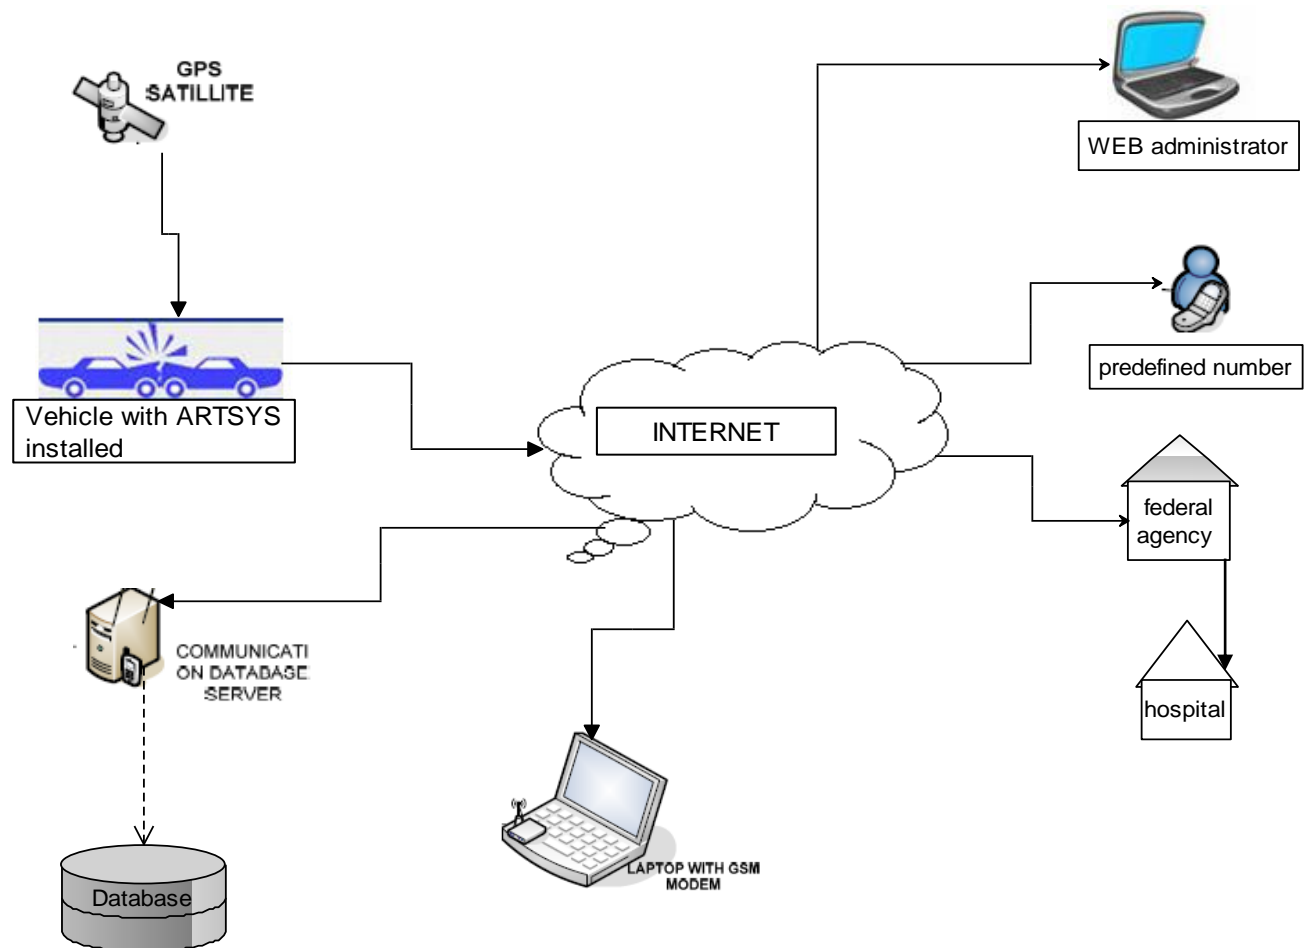 GPS
SATILLITE
WEB administrator
predefined number
Vehicle with ARTSYS
installed
INTERNET
federal
agency
hospital
COMMUNICATI
ON DATABASE
SERVER
LAPTOP WITH GSM
MODEM
Database